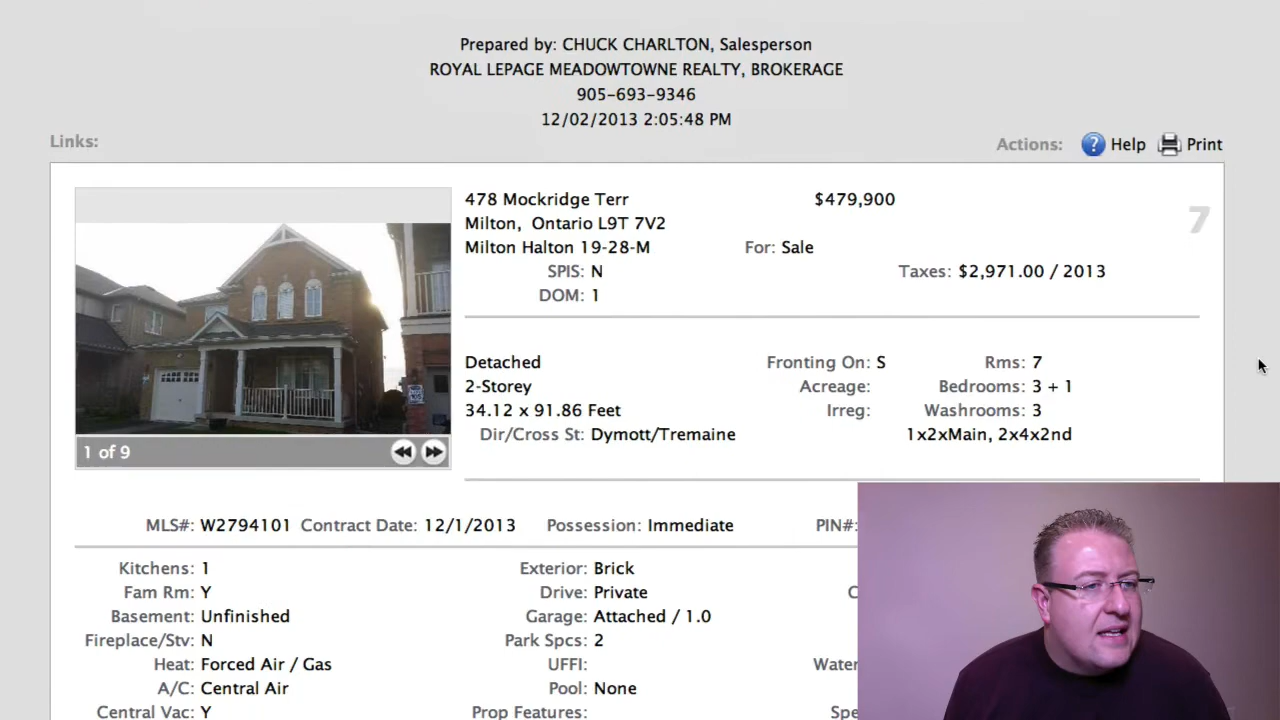 Prepared by: CHUCK CHARLTON, Salesperson
ROYAL LEPAGE MEADOWTOWNE REALTY, BROKERAGE
905-693-9346
12/02/2013 2:05:48 PM
Links:
Actions: Help Print
478 Mockridge Terr $479,900
7
Milton, Ontario L9T 7V2
Milton Halton 19-28-M For: Sale
SPIS: N Taxes: $2,971.00 / 2013
DOM: 1
Detached Fronting On: S Rms: 7
2-Storey Acreage: Bedrooms: 3 + 1
34.12 x 91.86 Feet Irreg: Washrooms: 3
Dir/Cross St: Dymott/Tremaine 1x2xMain, 2x4x2nd
1 of 9
MLS#: W2794101 Contract Date: 12/1/2013 Possession: Immediate PIN#:
Kitchens: 1 Exterior: Brick
Fam Rm: Y Drive: Private C
Basement: Unfinished Garage: Attached / 1.0
Fireplace/Stv: N Park Spcs: 2
Heat: Forced Air / Gas UFFI: Water
A/C: Central Air Pool: None
Central Vac: Y Prop Features: Spe